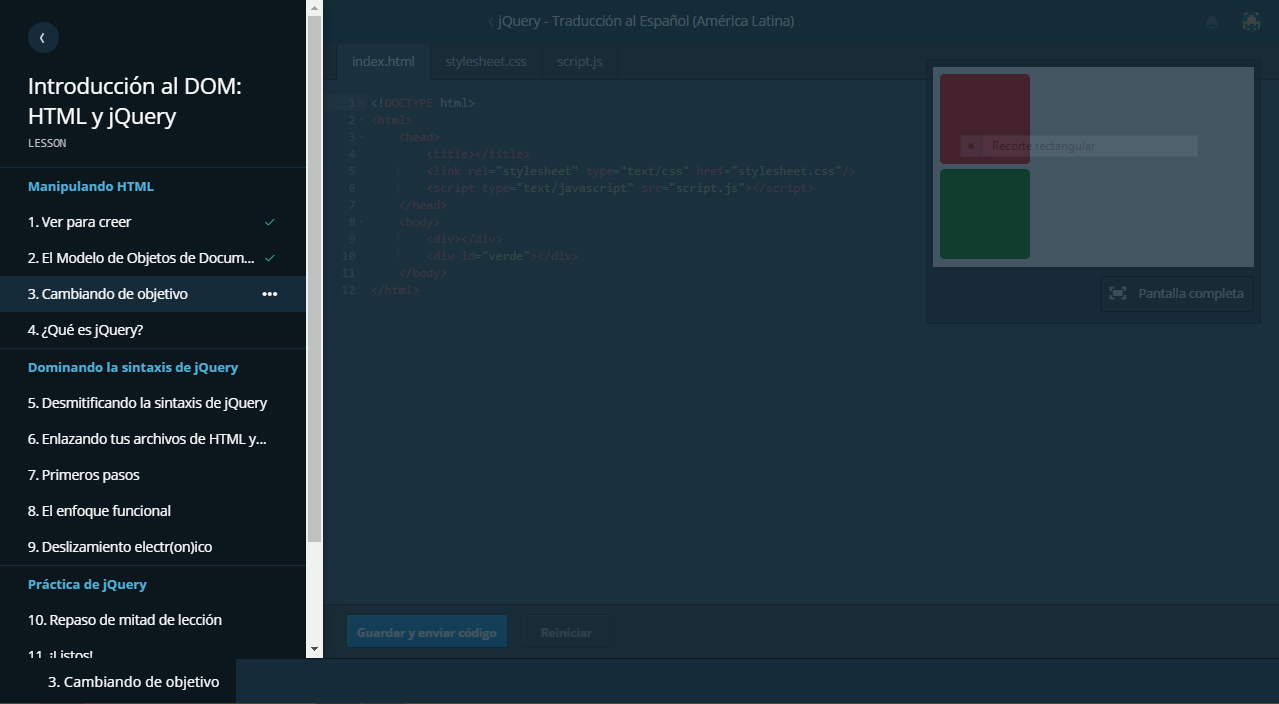 Introducción al DOM:
HTML y jQuery
LESSON
Manipulando HTML
1. Ver para creer
2. El Modelo de Objetos de Docum...
3. Cambiando de objetivo
4. ¿Qué es jQuery?
Dominando la sintaxis de jQuery
5. Desmitificando la sintaxis de jQuery
6. Enlazando tus archivos de HTML y...
7. Primeros pasos
8. El enfoque funcional
9. Deslizamiento electr(on)ico
Práctica de jQuery
10. Repaso de mitad de lección
11. ¡Listos!
3. Cambiando de objetivo
jQuery - Traducción al Español (América Latina)
index.html stylesheet.css script.js
1 <!DOCTYPE html>
2 <html>
3 <head>
4 <title></title>
5 <link rel="stylesheet" type="text/css" href="stylesheet.css"/>
6 <script type="text/javascript" src="script.js"></script>
7 </head>
8 <body>
9 <div></div>
10 <div id="verde"></div>
11 </body>
12 </html>
Recorte rectangular
Pantalla completa
Guardar y enviar código
Reiniciar